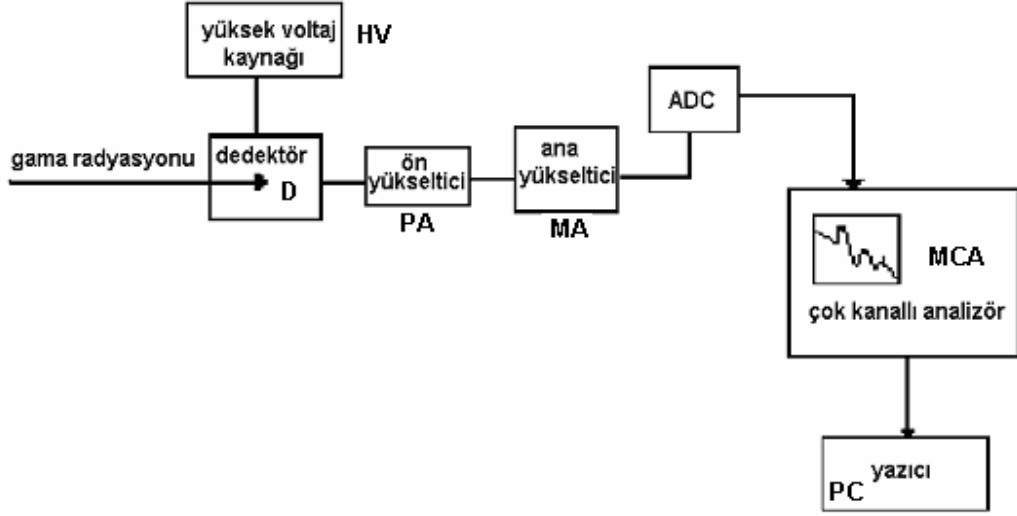 yüksek voltaj
kaynağı
HV
gama radyasyonu
dedektör
D
ön
yükseltici
PA
ana
yükseltici
MA
ADC
MCA
çok kanallı analizör
yazıcı
PC